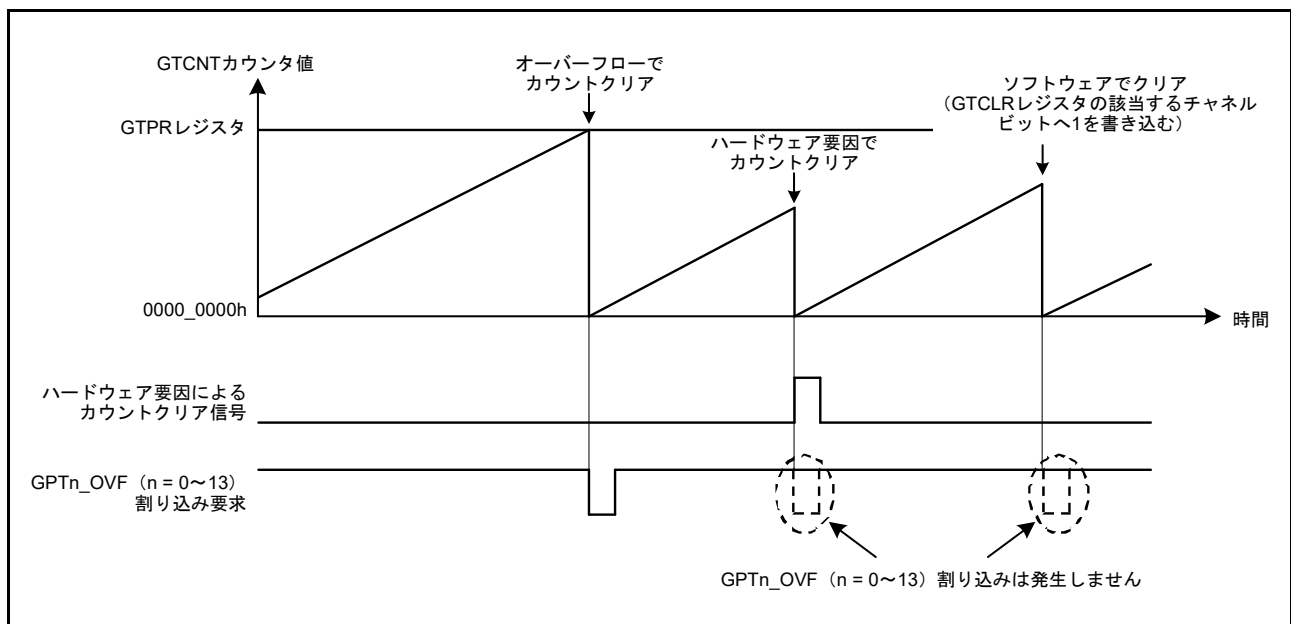 GTCNTカウンタ値
オーバーフローで
カウントクリア
ソフトウェアでクリア
（GTCLRレジスタの該当するチャネル
ビットへ1を書き込む）
GTPRレジスタ
ハードウェア要因で
カウントクリア
0000_0000h
時間
ハードウェア要因による
カウントクリア信号
GPTn_OVF（n = 0～13）
割り込み要求
GPTn_OVF（n = 0～13）割り込みは発生しません